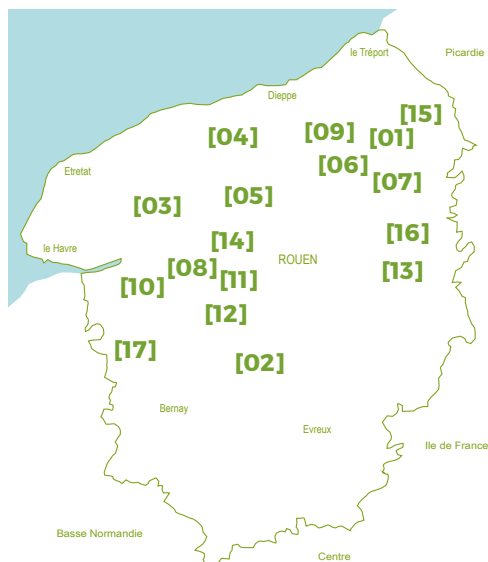 le Tréport
Picardie
Dieppe
[15]
[09]
[01]
[04]
[06]
Etretat
[07]
[05]
[03]
[16]
[14]
le Havre
ROUEN
[08]
[13]
[11]
[10]
[12]
[17]
[02]
Bernay
Evreux
Ile de France
Basse Normandie
Centre